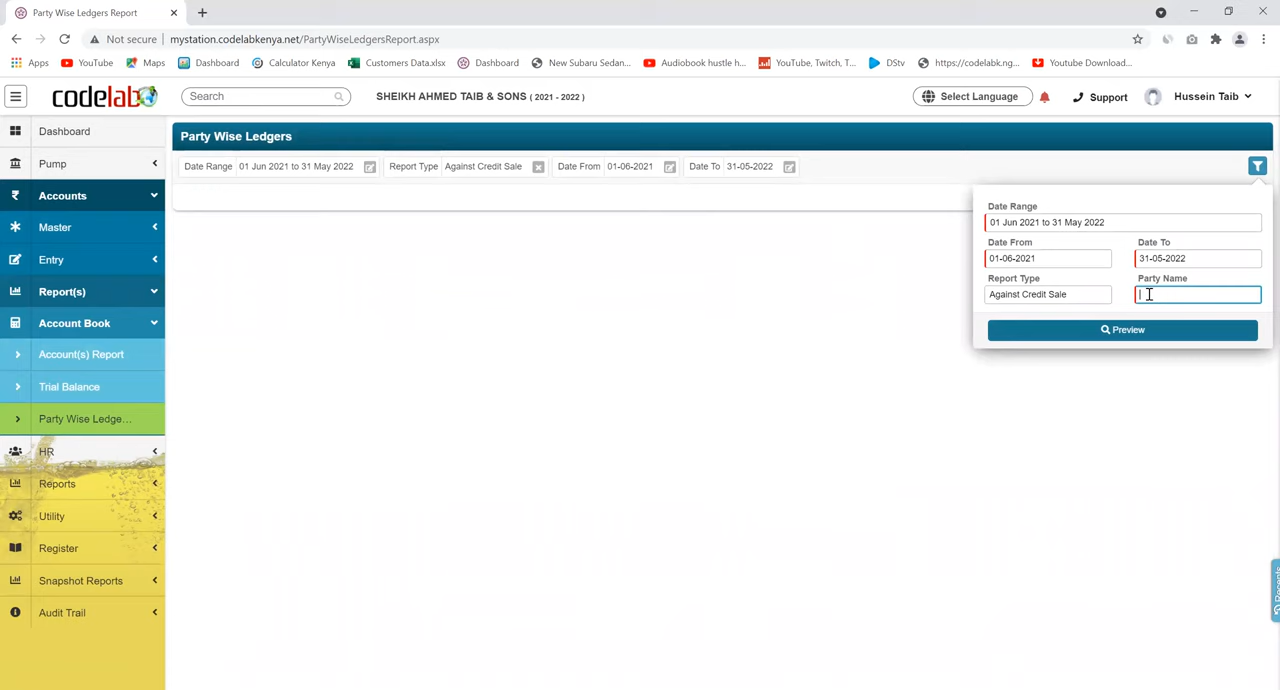 Party Wise Ledgers Report
Not secure | mystation.codelabkenya.net/PartyWiseLedgersReport.aspx
Apps YouTube Maps Dashboard Calculator Kenya Customers Data.xlsx Dashboard New Subaru Sedan... Audiobook hustle h... YouTube, Twitch, T... DStv https://codelabk.ng... Youtube Download...
codelab Search SHEIKH AHMED TAIB & SONS ( 2021 - 2022 ) Select Language Support Hussein Taib
Dashboard
Pump
Accounts
Master
Entry
Report(s)
Account Book
Account(s) Report
Trial Balance
Party Wise Ledge...
HR
Reports
Utility
Register
Snapshot Reports
Audit Trail
Party Wise Ledgers
Date Range 01 Jun 2021 to 31 May 2022 Report Type Against Credit Sale Date From 01-06-2021 Date To 31-05-2022
Date Range
01 Jun 2021 to 31 May 2022
Date From Date To
01-06-2021 31-05-2022
Report Type Party Name
Against Credit Sale
Preview
Recents